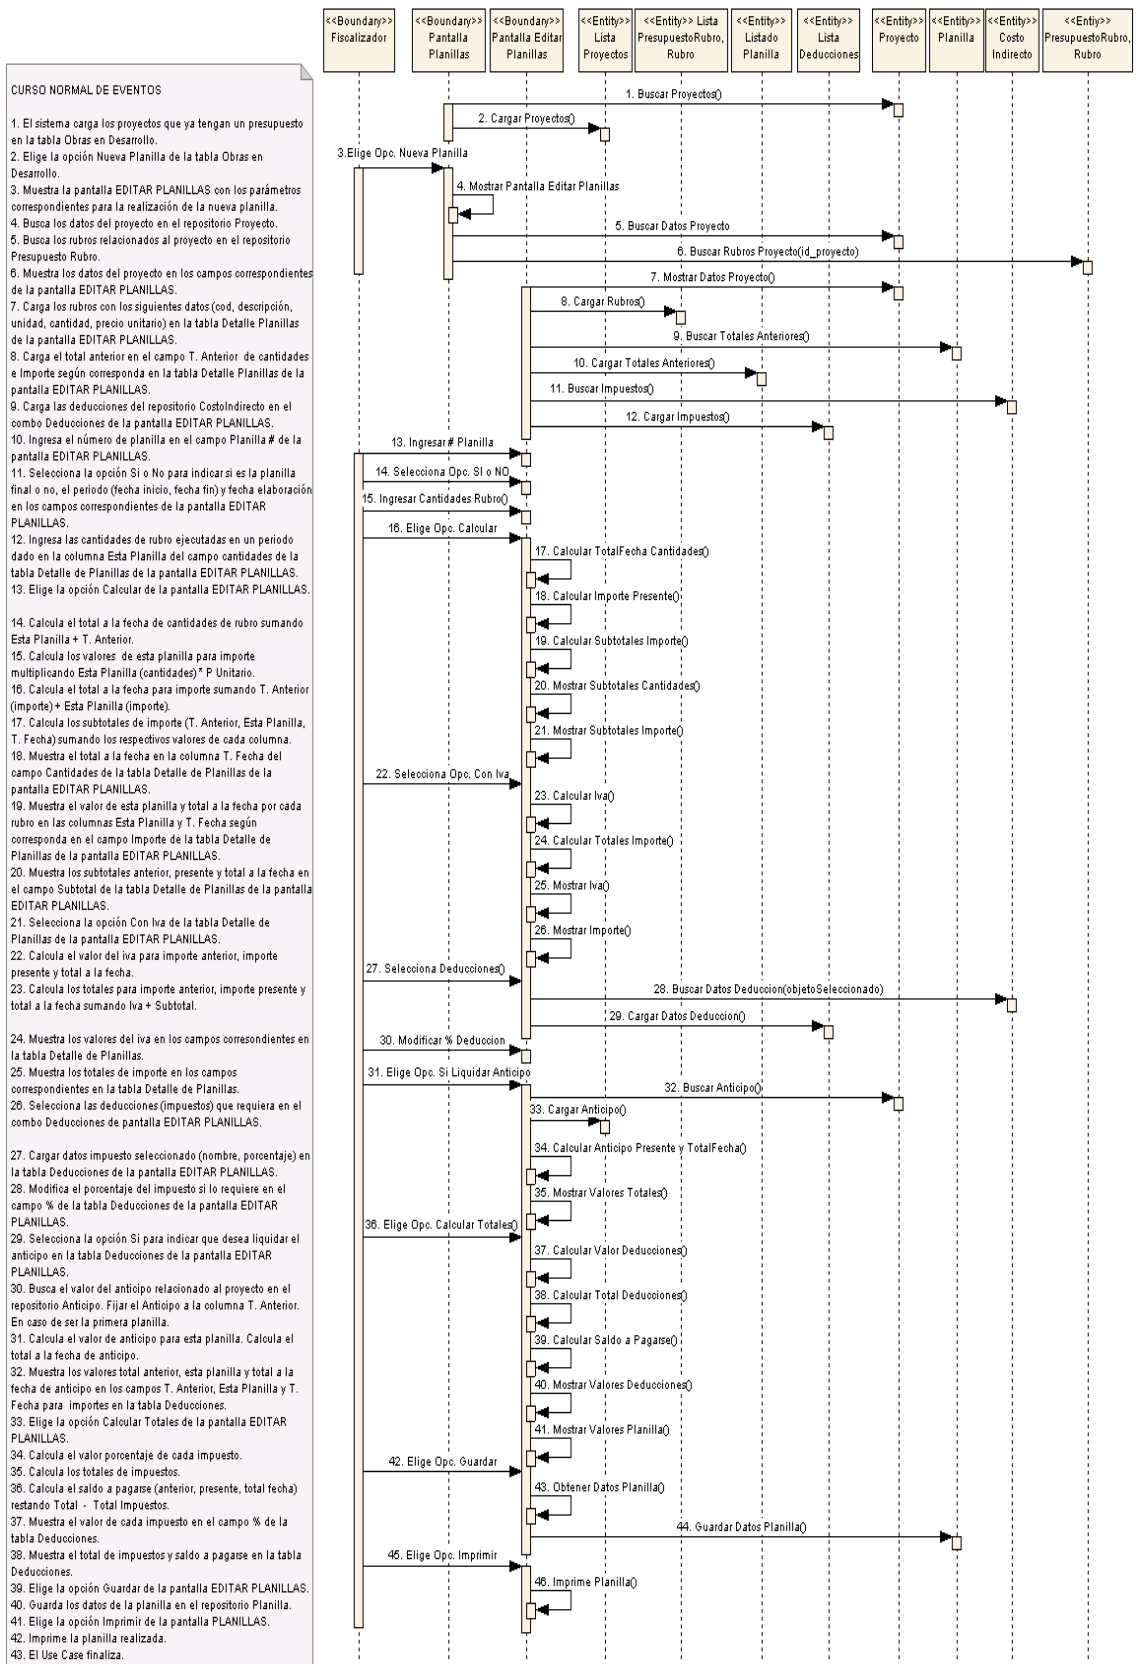 <<Boundary>>
Fiscalizador
<<Boundary>>
Pantalla
Planillas
<<Boundary>>
Pantalla Editar
Planillas
<<Entity>>
Lista
Proyectos
<<Entity>> Lista
PresupuestoRubro,
Rubro
<<Entity>>
Listado
Planilla
<<Entity>>
Lista
Deducciones
<<Entity>>
Proyecto
<<Entity>>
Planilla
<<Entity>>
Costo
Indirecto
<<Entiy>>
PresupuestoRubro,
Rubro
CURSO NORMAL DE EVENTOS
1. El sistema carga los proyectos que ya tengan un presupuesto
en la tabla Obras en Desarrollo.
2. Elige la opción Nueva Planilla de la tabla Obras en
Desarrollo.
3. Muestra la pantalla EDITAR PLANILLAS con los parámetros
correspondientes para la realización de la nueva planilla.
4. Busca los datos del proyecto en el repositorio Proyecto.
5. Busca los rubros relacionados al proyecto en el repositorio
Presupuesto Rubro.
6. Muestra los datos del proyecto en los campos correspondientes
de la pantalla EDITAR PLANILLAS.
7. Carga los rubros con los siguientes datos (cod, descripción,
unidad, cantidad, precio unitario) en la tabla Detalle Planillas
de la pantalla EDITAR PLANILLAS.
8. Carga el total anterior en el campo T. Anterior de cantidades
e Importe según corresponda en la tabla Detalle Planillas de la
pantalla EDITAR PLANILLAS.
9. Carga las deducciones del repositorio CostoIndirecto en el
combo Deducciones de la pantalla EDITAR PLANILLAS.
10. Ingresa el número de planilla en el campo Planilla # de la
pantalla EDITAR PLANILLAS.
11. Selecciona la opción Si o No para indicar si es la planilla
final o no, el periodo (fecha inicio, fecha fin) y fecha elaboración
en los campos correspondientes de la pantalla EDITAR
PLANILLAS.
12. Ingresa las cantidades de rubro ejecutadas en un periodo
dado en la columna Esta Planilla del campo cantidades de la
tabla Detalle de Planillas de la pantalla EDITAR PLANILLAS.
13. Elige la opción Calcular de la pantalla EDITAR PLANILLAS.
14. Calcula el total a la fecha de cantidades de rubro sumando
Esta Planilla + T. Anterior.
15. Calcula los valores de esta planilla para importe
multiplicando Esta Planilla (cantidades) * P Unitario.
16. Calcula el total a la fecha para importe sumando T. Anterior
(importe) + Esta Planilla (importe).
17. Calcula los subtotales de importe (T. Anterior, Esta Planilla,
T. Fecha) sumando los respectivos valores de cada columna.
18. Muestra el total a la fecha en la columna T. Fecha del
campo Cantidades de la tabla Detalle de Planillas de la
pantalla EDITAR PLANILLAS.
19. Muestra el valor de esta planilla y total a la fecha por cada
rubro en las columnas Esta Planilla y T. Fecha según
corresponda en el campo Importe de la tabla Detalle de
Planillas de la pantalla EDITAR PLANILLAS.
20. Muestra los subtotales anterior, presente y total a la fecha en
el campo Subtotal de la tabla Detalle de Planillas de la pantalla
EDITAR PLANILLAS.
21. Selecciona la opción Con Iva de la tabla Detalle de
Planillas de la pantalla EDITAR PLANILLAS.
22. Calcula el valor del iva para importe anterior, importe
presente y total a la fecha.
23. Calcula los totales para importe anterior, importe presente y
total a la fecha sumando Iva + Subtotal.
24. Muestra los valores del iva en los campos corresondientes en
la tabla Detalle de Planillas.
25. Muestra los totales de importe en los campos
correspondientes en la tabla Detalle de Planillas.
26. Selecciona las deducciones (impuestos) que requiera en el
combo Deducciones de pantalla EDITAR PLANILLAS.
27. Cargar datos impuesto seleccionado (nombre, porcentaje) en
la tabla Deducciones de la pantalla EDITAR PLANILLAS.
28. Modifica el porcentaje del impuesto si lo requiere en el
campo % de la tabla Deducciones de la pantalla EDITAR
PLANILLAS.
29. Selecciona la opción Si para indicar que desea liquidar el
anticipo en la tabla Deducciones de la pantalla EDITAR
PLANILLAS.
30. Busca el valor del anticipo relacionado al proyecto en el
repositorio Anticipo. Fijar el Anticipo a la columna T. Anterior.
En caso de ser la primera planilla.
31. Calcula el valor de anticipo para esta planilla. Calcula el
total a la fecha de anticipo.
32. Muestra los valores total anterior, esta planilla y total a la
fecha de anticipo en los campos T. Anterior, Esta Planilla y T.
Fecha para importes en la tabla Deducciones.
33. Elige la opción Calcular Totales de la pantalla EDITAR
PLANILLAS.
34. Calcula el valor porcentaje de cada impuesto.
35. Calcula los totales de impuestos.
36. Calcula el saldo a pagarse (anterior, presente, total fecha)
restando Total - Total Impuestos.
37. Muestra el valor de cada impuesto en el campo % de la
tabla Deducciones.
38. Muestra el total de impuestos y saldo a pagarse en la tabla
Deducciones.
39. Elige la opción Guardar de la pantalla EDITAR PLANILLAS.
40. Guarda los datos de la planilla en el repositorio Planilla.
41. Elige la opción Imprimir de la pantalla PLANILLAS.
42. Imprime la planilla realizada.
43. El Use Case finaliza.
1. Buscar Proyectos()
2. Cargar Proyectos()
3.Elige Opc. Nueva Planilla
4. Mostrar Pantalla Editar Planillas
5. Buscar Datos Proyecto
6. Buscar Rubros Proyecto(id_proyecto)
7. Mostrar Datos Proyecto()
8. Cargar Rubros()
9. Buscar Totales Anteriores()
10. Cargar Totales Anteriores()
11. Buscar Impuestos()
12. Cargar Impuestos()
13. Ingresar # Planilla
14. Selecciona Opc. SI o NO
15. Ingresar Cantidades Rubro()
16. Elige Opc. Calcular
17. Calcular TotalFecha Cantidades()
18. Calcular Importe Presente()
19. Calcular Subtotales Importe()
20. Mostrar Subtotales Cantidades()
21. Mostrar Subtotales Importe()
22. Selecciona Opc. Con Iva
23. Calcular Iva()
24. Calcular Totales Importe()
25. Mostrar Iva()
26. Mostrar Importe()
27. Selecciona Deducciones()
28. Buscar Datos Deduccion(objetoSeleccionado)
29. Cargar Datos Deduccion()
30. Modificar % Deduccion
31. Elige Opc. Si Liquidar Anticipo
32. Buscar Anticipo()
33. Cargar Anticipo()
34. Calcular Anticipo Presente y TotalFecha()
35. Mostrar Valores Totales()
36. Elige Opc. Calcular Totales()
37. Calcular Valor Deducciones()
38. Calcular Total Deducciones()
39. Calcular Saldo a Pagarse()
40. Mostrar Valores Deducciones()
41. Mostrar Valores Planilla()
42. Elige Opc. Guardar
43. Obtener Datos Planilla()
44. Guardar Datos Planilla()
45. Elige Opc. Imprimir
46. Imprime Planilla()